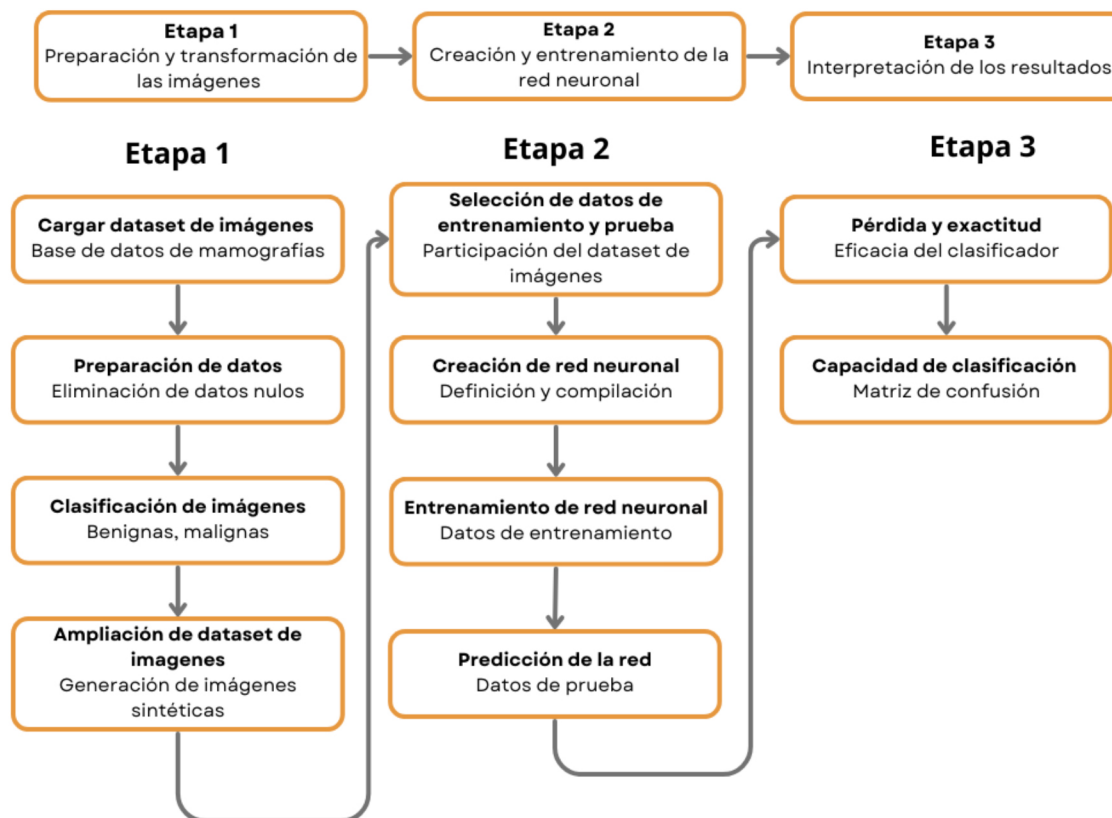 Etapa 1
Preparación y transformación de
las imágenes
Etapa 2
Creación y entrenamiento de la
red neuronal
Etapa 3
Interpretación de los resultados
Etapa 1
Cargar dataset de imágenes
Base de datos de mamografías
Preparación de datos
Eliminación de datos nulos
Clasificación de imágenes
Benignas, malignas
Ampliación de dataset de
imagenes
Generación de imágenes
sintéticas
Etapa 2
Selección de datos de
entrenamiento y prueba
Participación del dataset de
imágenes
Creación de red neuronal
Definición y compilación
Entrenamiento de red neuronal
Datos de entrenamiento
Predicción de la red
Datos de prueba
Etapa 3
Pérdida y exactitud
Eficacia del clasificador
Capacidad de clasificación
Matriz de confusión